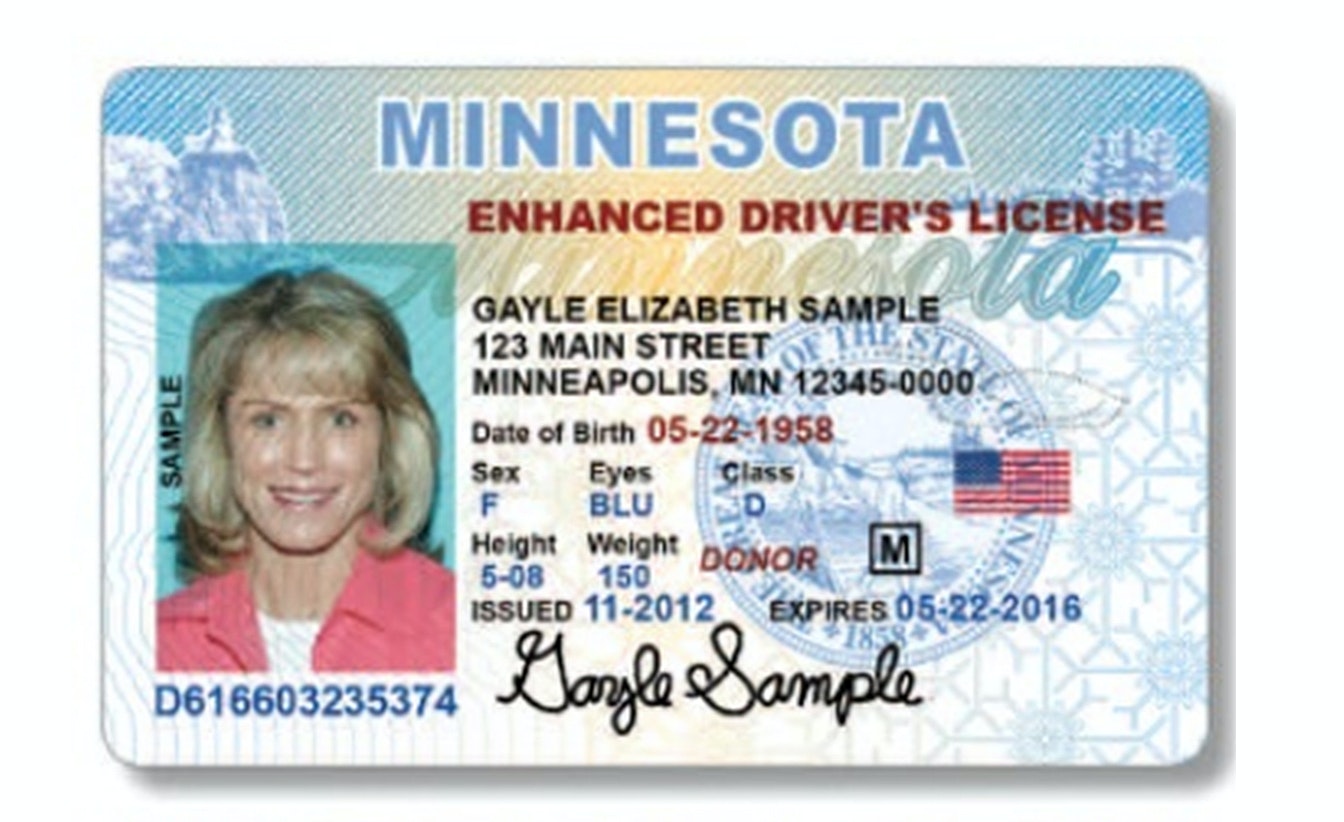 MINNESOTA
ENHANCED DRIVER'S LICENSE
Minnesota
GAYLE ELIZABETH SAMPLE
123 MAIN STREET
MINNEAPOLIS, MN 12345-0000
Date of Birth 05-22-1958
Sex Eyes Class
F BLU D
Height Weight DONOR M
5-08 150
ISSUED 11-2012 EXPIRES 05-22-2016
Gayle Sample
D616603235374
SAMPLE
OF THE STATE OF
1858